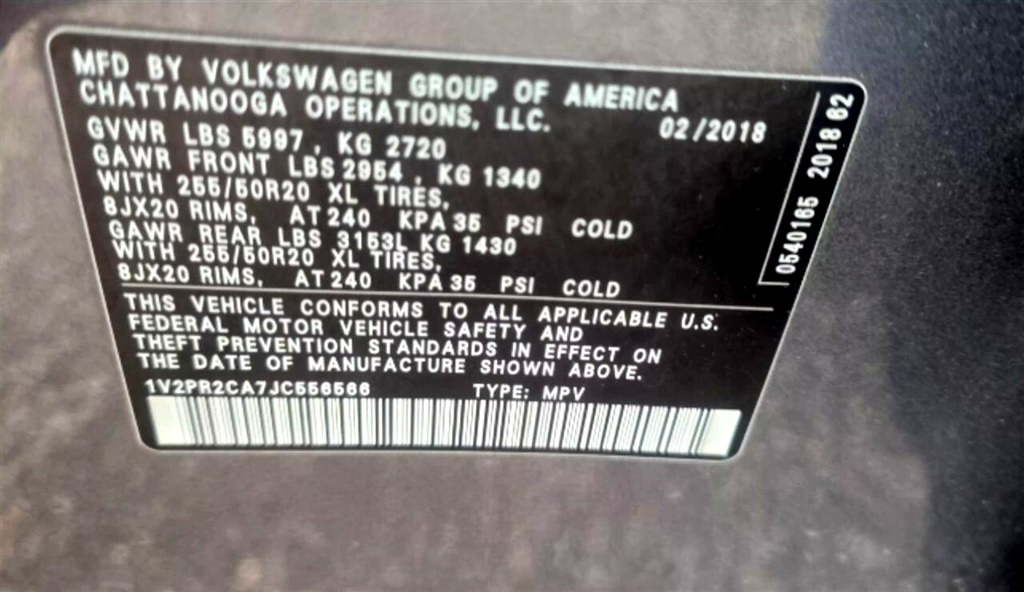 MFD BY VOLKSWAGEN GROUP OF AMERICA
CHATTANOOGA OPERATIONS, LLC. 02/2018
GVWR LBS 5997, KG 2720
GAWR FRONT LBS 2954, KG 1340
WITH 255/50R20 XL TIRES,
8JX20 RIMS, AT 240 KPA 35 PSI COLD
GAWR REAR LBS 3153L KG 1430
WITH 255/50R20 XL TIRES,
8JX20 RIMS, AT 240 KPA 35 PSI COLD
THIS VEHICLE CONFORMS TO ALL APPLICABLE U.S.
FEDERAL MOTOR VEHICLE SAFETY AND
THEFT PREVENTION STANDARDS IN EFFECT ON
THE DATE OF MANUFACTURE SHOWN ABOVE.
1V2PR2CA7JC556566 TYPE: MPV
0540165 2018 62